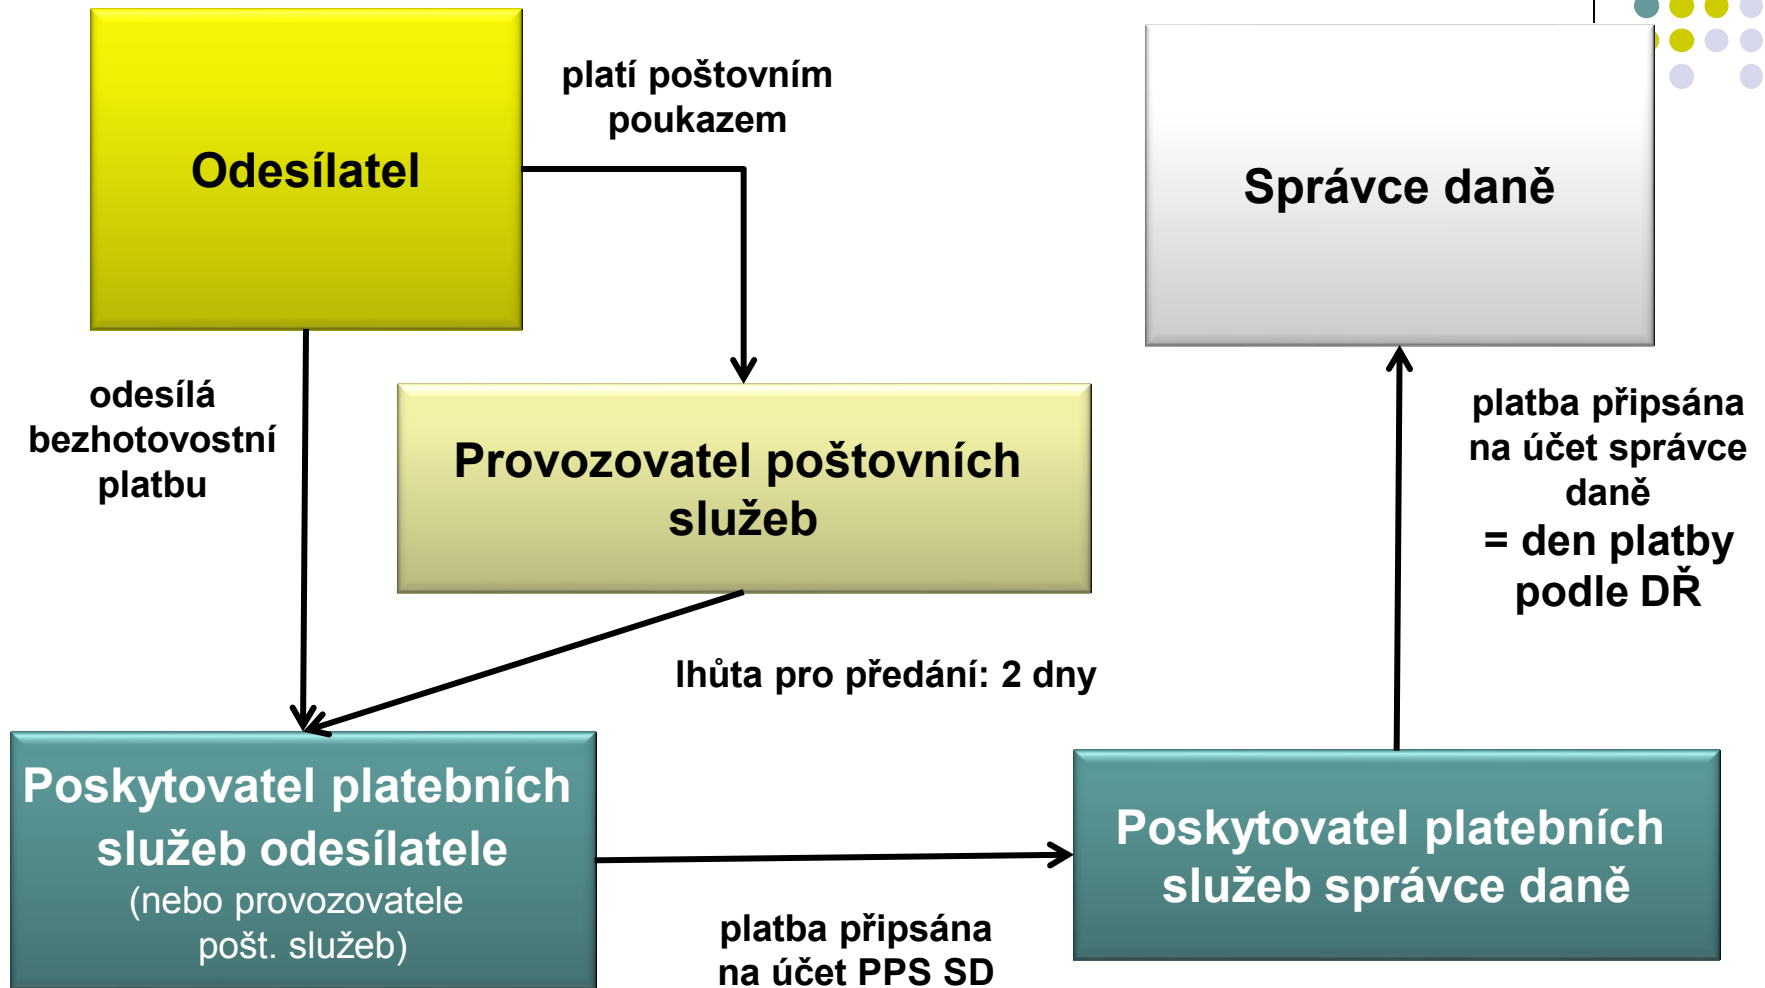 Odesílatel
platí poštovním
poukazem
Správce daně
odesílá
bezhotovostní
platbu
Provozovatel poštovních
služeb
platba připsána
na účet správce
daně
= den platby
podle DŘ
lhůta pro předání: 2 dny
Poskytovatel platebních
služeb odesílatele
(nebo provozovatele
pošt. služeb)
platba připsána
na účet PPS SD
Poskytovatel platebních
služeb správce daně